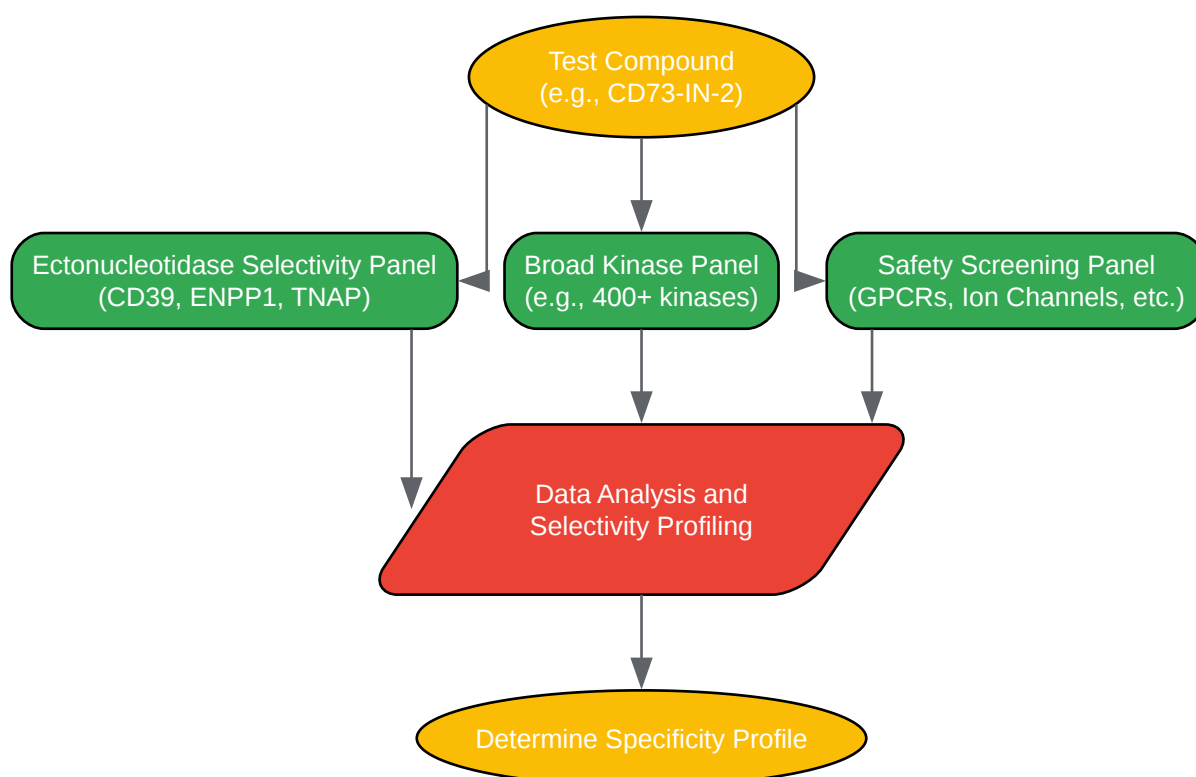 Test Compound
(e.g., CD73-IN-2)
Ectonucleotidase Selectivity Panel
(CD39, ENPP1, TNAP)
Broad Kinase Panel
(e.g., 400+ kinases)
Safety Screening Panel
(GPCRs, Ion Channels, etc.)
Data Analysis and
Selectivity Profiling
Determine Specificity Profile